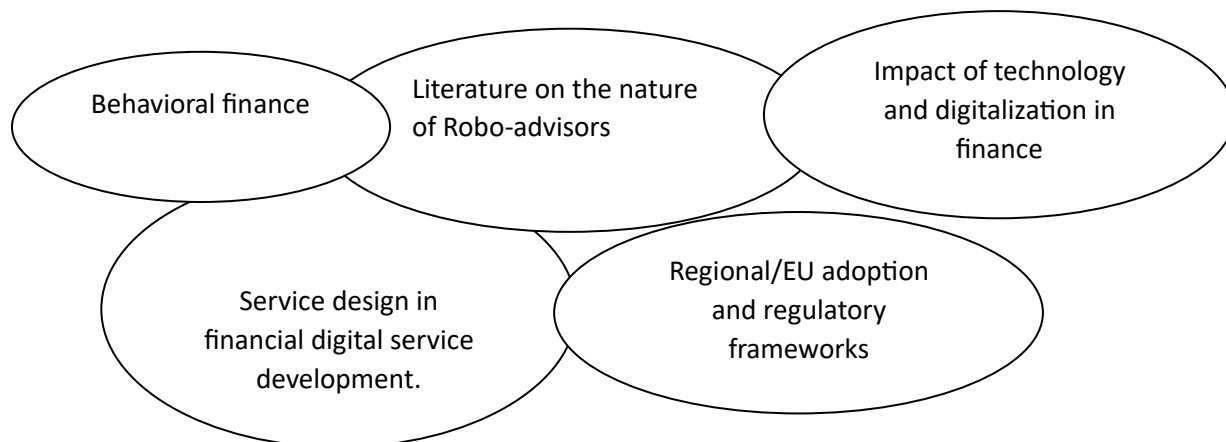 Behavioral finance
Literature on the nature
of Robo-advisors
Impact of technology
and digitalization in
finance
Service design in
financial digital service
development.
Regional/EU adoption
and regulatory
frameworks